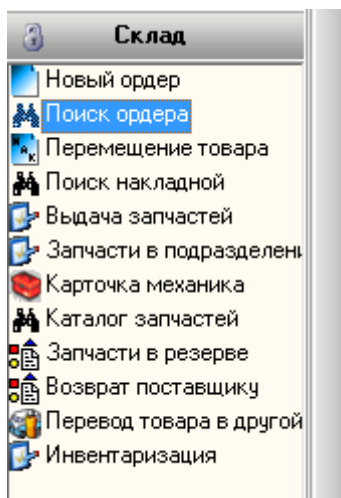 Склад
Новый ордер
Поиск ордера
Перемещение товара
Поиск накладной
Выдача запчастей
Запчасти в подразделени
Карточка механика
Каталог запчастей
Запчасти в резерве
Возврат поставщику
Перевод товара в другой
Инвентаризация